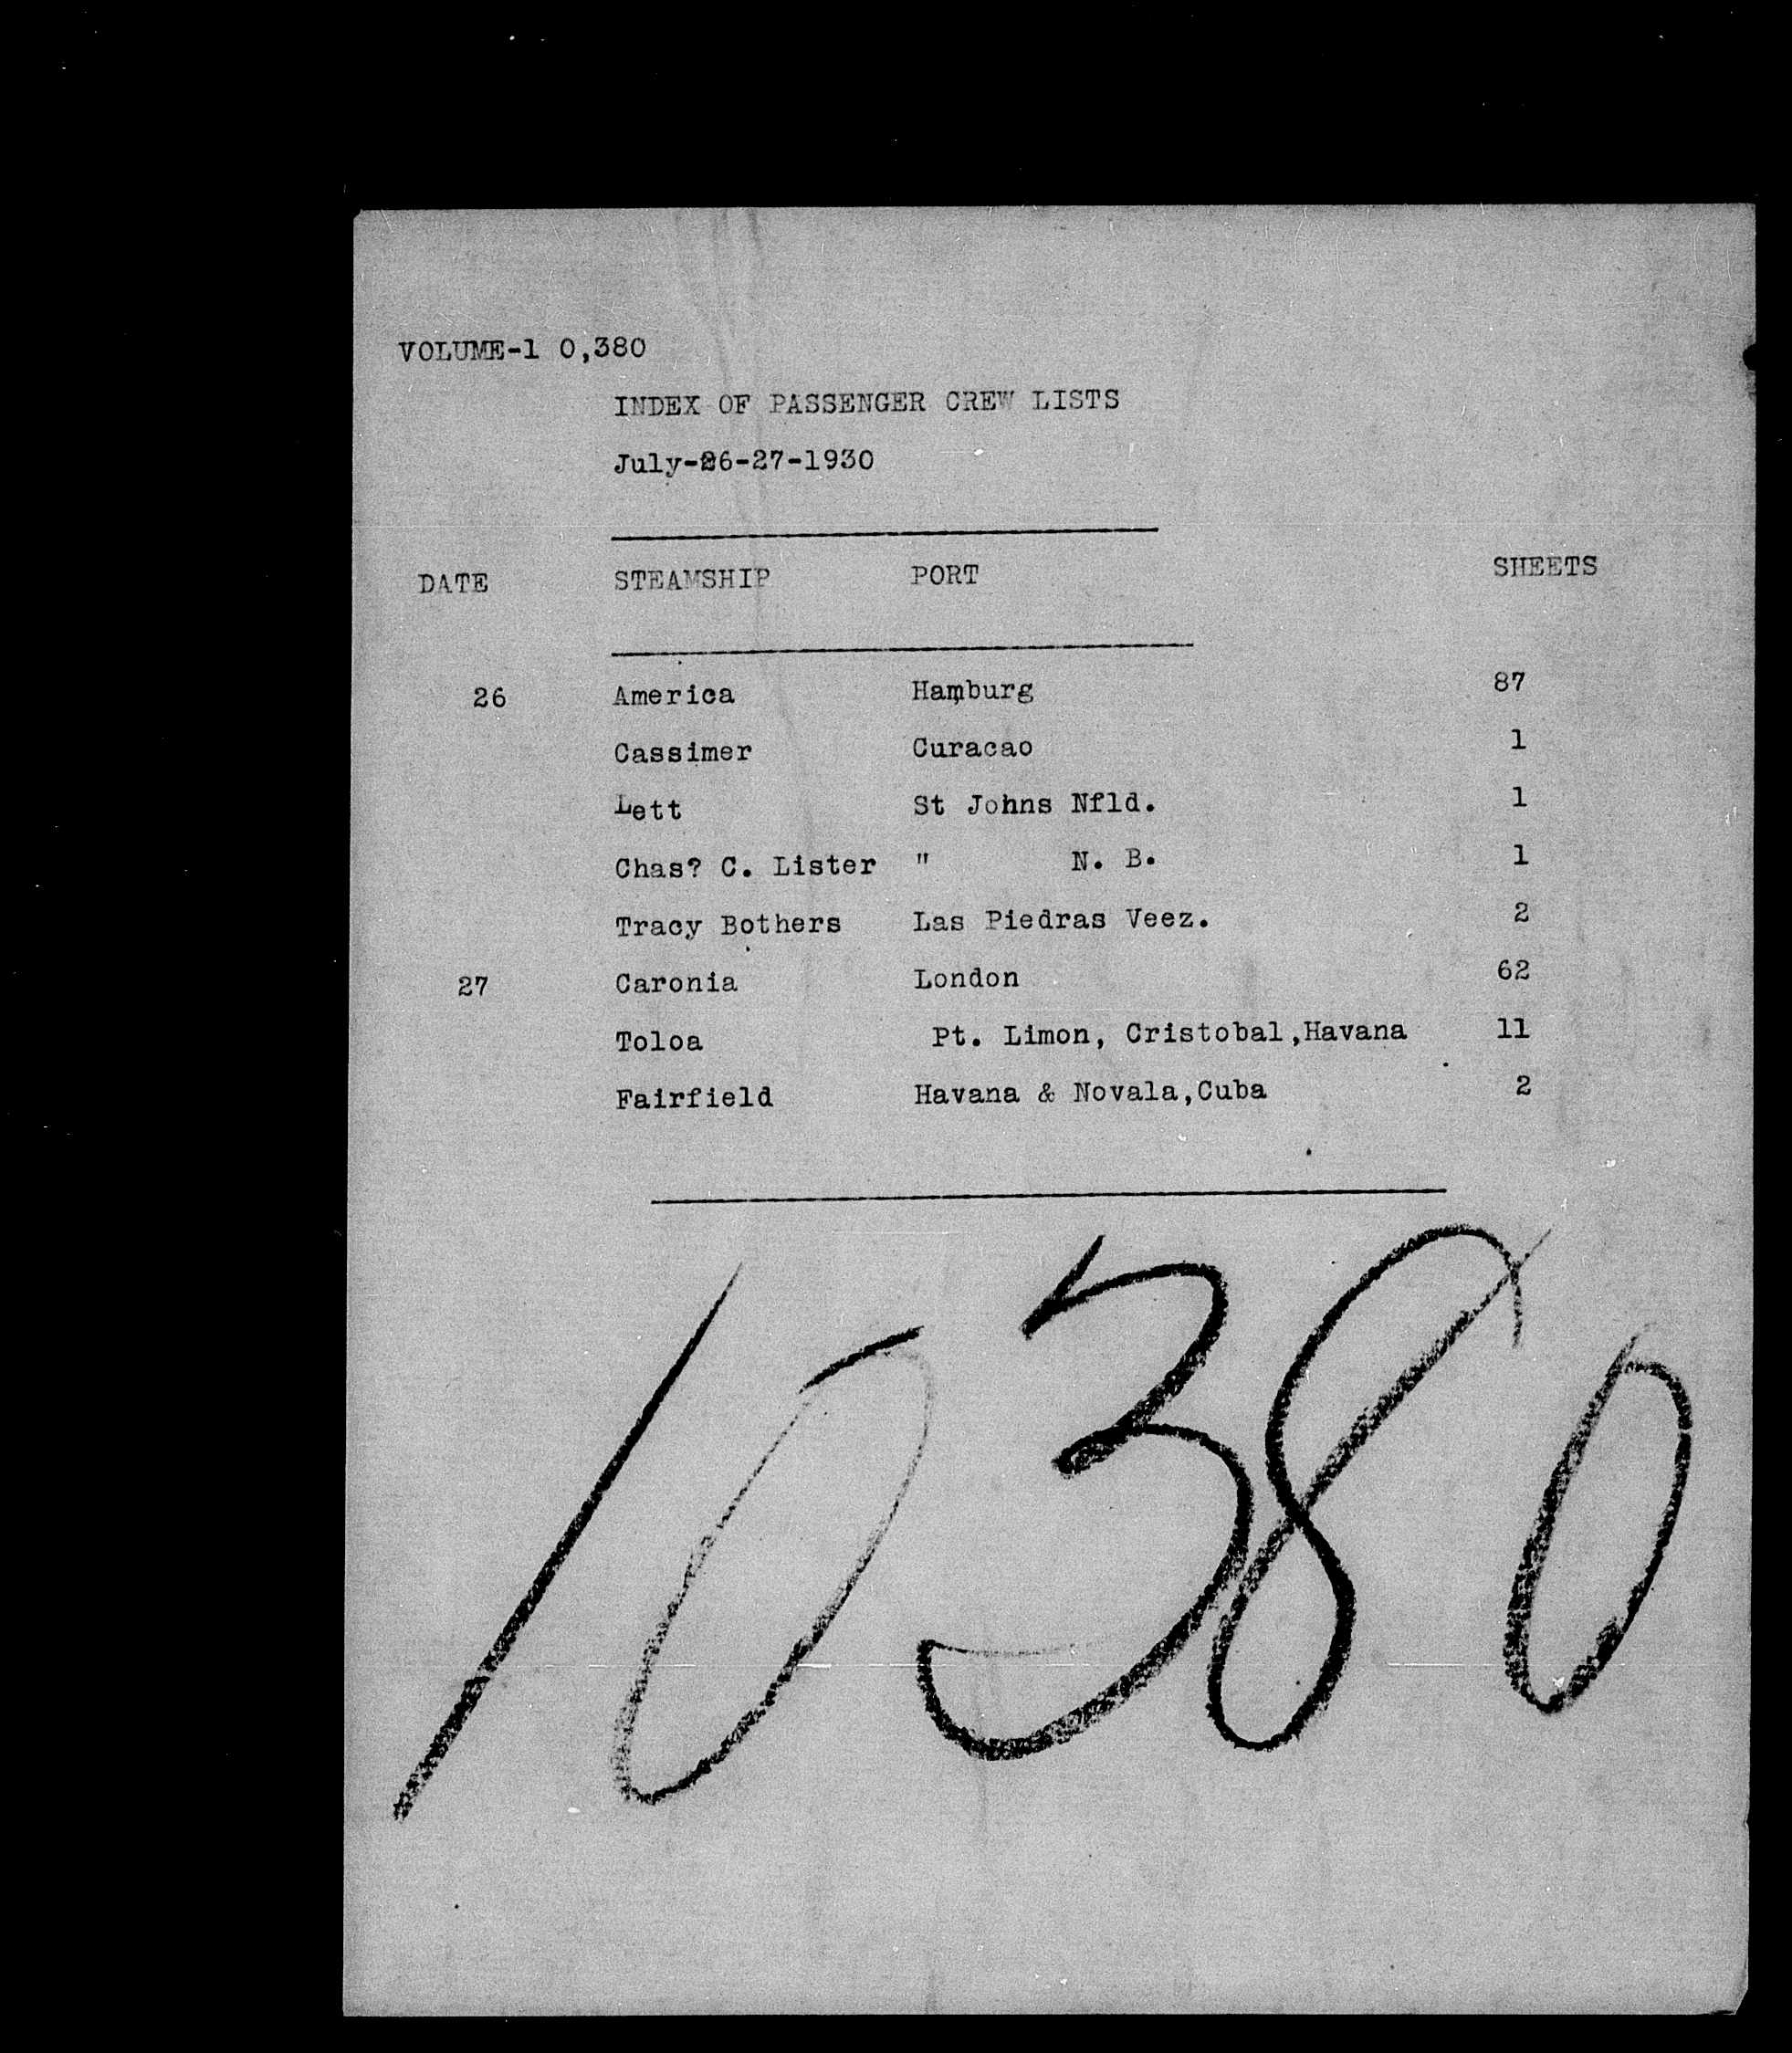 VOLUME-1 0,380
INDEX OF PASSENGER CREW LISTS
July-26-27-1930
DATE STEAMSHIP PORT SHEETS
26 America Hamburg 87
Cassimer Curacao 1
Lett St Johns Nfld. 1
Chas? C. Lister " N. B. 1
Tracy Bothers Las Piedras Veez. 2
27 Caronia London 62
Toloa Pt. Limon, Cristobal,Havana 11
Fairfield Havana & Novala,Cuba 2
10380